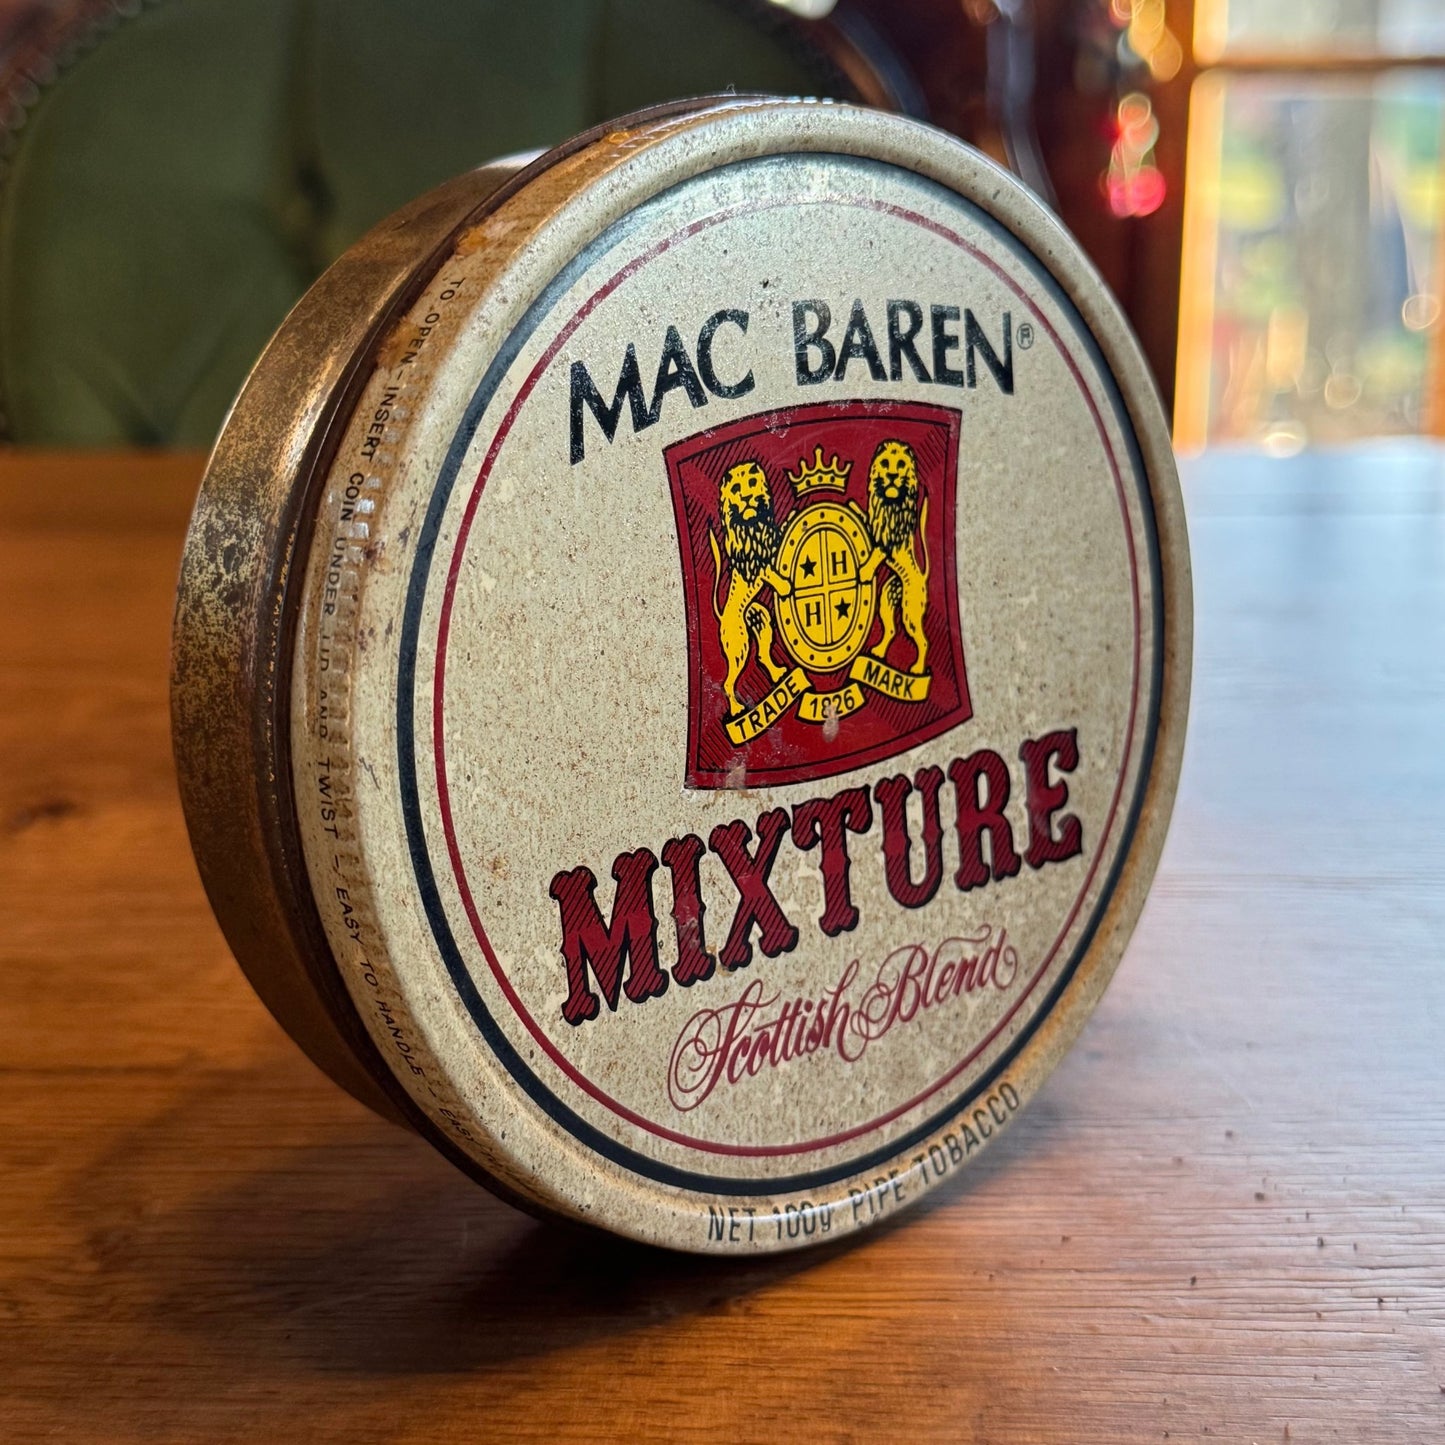 MAC BAREN®
H
H
TRADE 1826 MARK
MIXTURE
Scottish Blend
NET 100g PIPE TOBACCO
TO OPEN - INSERT COIN UNDER LID AND TWIST - EASY TO HANDLE